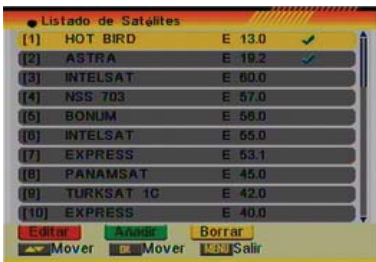 Listado de Satélites
[1] HOT BIRD E 13.0
[2] ASTRA E 19.2
[3] INTELSAT E 60.0
[4] NSS 703 E 57.0
[5] BONUM E 56.0
[6] INTELSAT E 55.0
[7] EXPRESS E 53.1
[8] PANAMSAT E 45.0
[9] TURKSAT 1C E 42.0
[10] EXPRESS E 40.0
Editar Añadir Borrar
Mover OK Mover MENU Salir